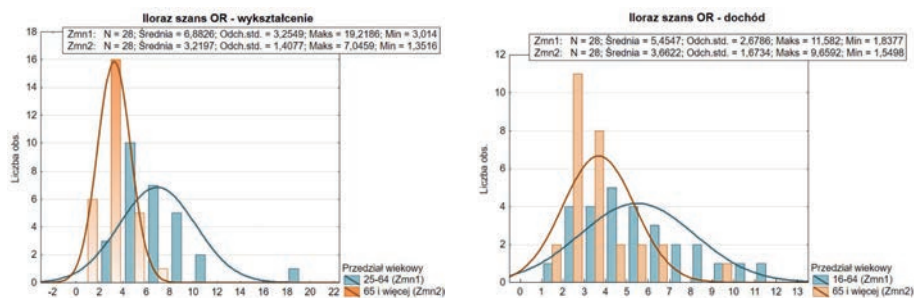 Iloraz szans OR - wykształcenie
Zmn1: N = 28; Średnia = 6,8826; Odch.std. = 3,2549; Maks = 19,2186; Min = 3,014
Zmn2: N = 28; Średnia = 3,2197; Odch.std. = 1,4077; Maks = 7,0459; Min = 1,3516
18
16
14
12
10
8
6
4
2
0
Liczba obs.
-2 0 2 4 6 8 10 12 14 16 18 20 22
Przedział wiekowy
25-64 (Zmn1)
65 i więcej (Zmn2)
Iloraz szans OR - dochód
Zmn1: N = 28; Średnia = 5,4547; Odch.std. = 2,6786; Maks = 11,582; Min = 1,8377
Zmn2: N = 28; Średnia = 3,6622; Odch.std. = 1,6734; Maks = 9,6592; Min = 1,5498
12
10
8
6
4
2
0
Liczba obs.
0 1 2 3 4 5 6 7 8 9 10 11 12 13
Przedział wiekowy
16-64 (Zmn1)
65 i więcej (Zmn2)